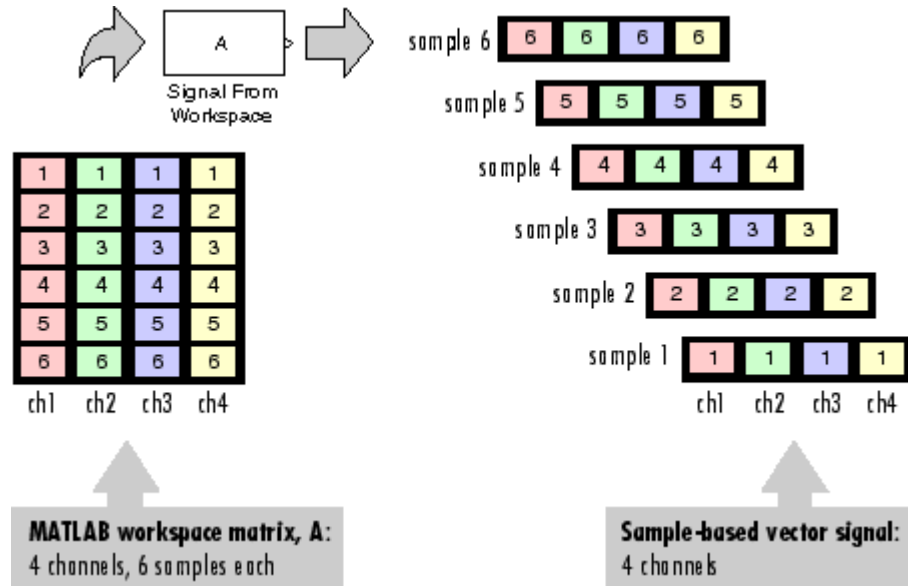 A
Signal From
Workspace
1 1 1 1
2 2 2 2
3 3 3 3
4 4 4 4
5 5 5 5
6 6 6 6
ch1 ch2 ch3 ch4
MATLAB workspace matrix, A:
4 channels, 6 samples each
sample 6 6 6 6 6
sample 5 5 5 5 5
sample 4 4 4 4 4
sample 3 3 3 3 3
sample 2 2 2 2 2
sample 1 1 1 1 1
ch1 ch2 ch3 ch4
Sample-based vector signal:
4 channels